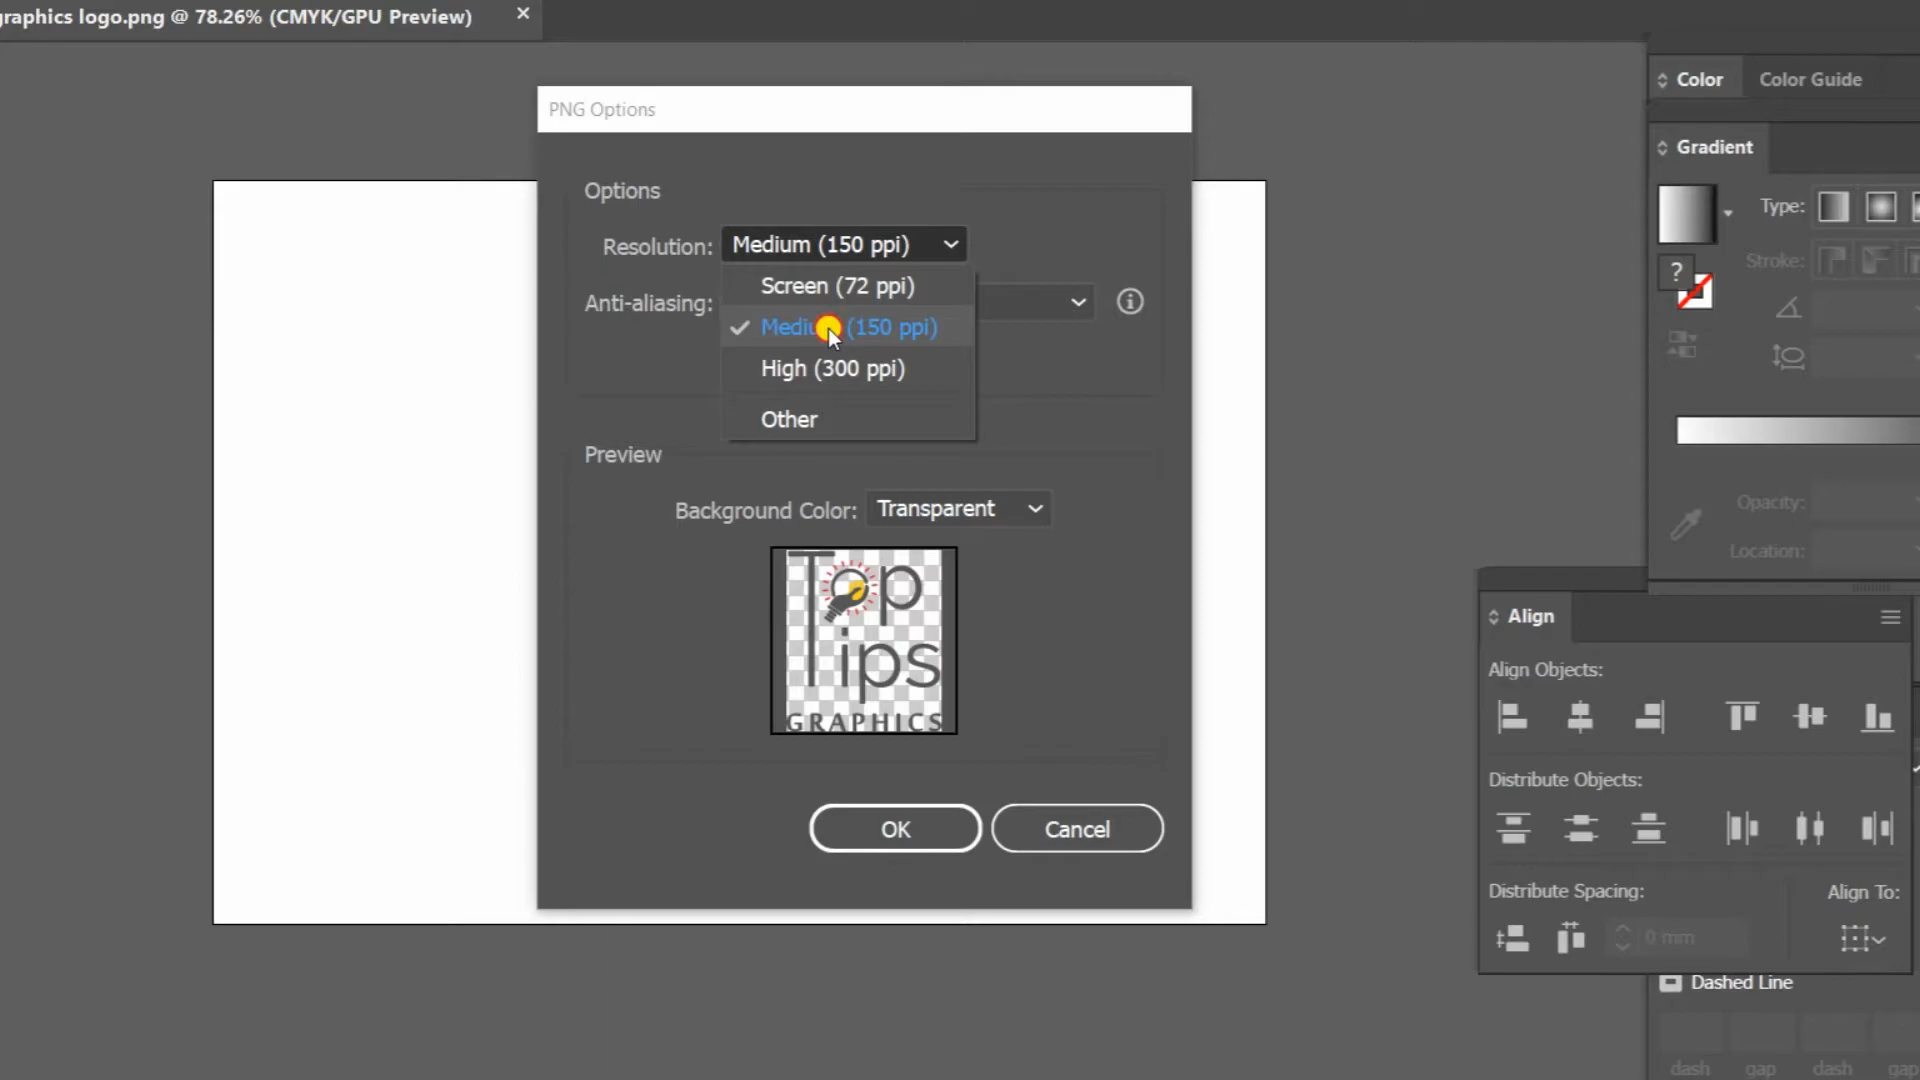 graphics logo.png @ 78.26% (CMYK/GPU Preview)
PNG Options
Options
Resolution: Medium (150 ppi)
Screen (72 ppi)
Anti-aliasing:
Medium (150 ppi)
High (300 ppi)
Other
Preview
Background Color: Transparent
Top
Tips
GRAPHICS
OK Cancel
Color Color Guide
Gradient
Type:
Stroke:
?
Opacity:
Location:
Align
Align Objects:
Distribute Objects:
Distribute Spacing: Align To:
0 mm
Dashed Line
dash gap dash gap